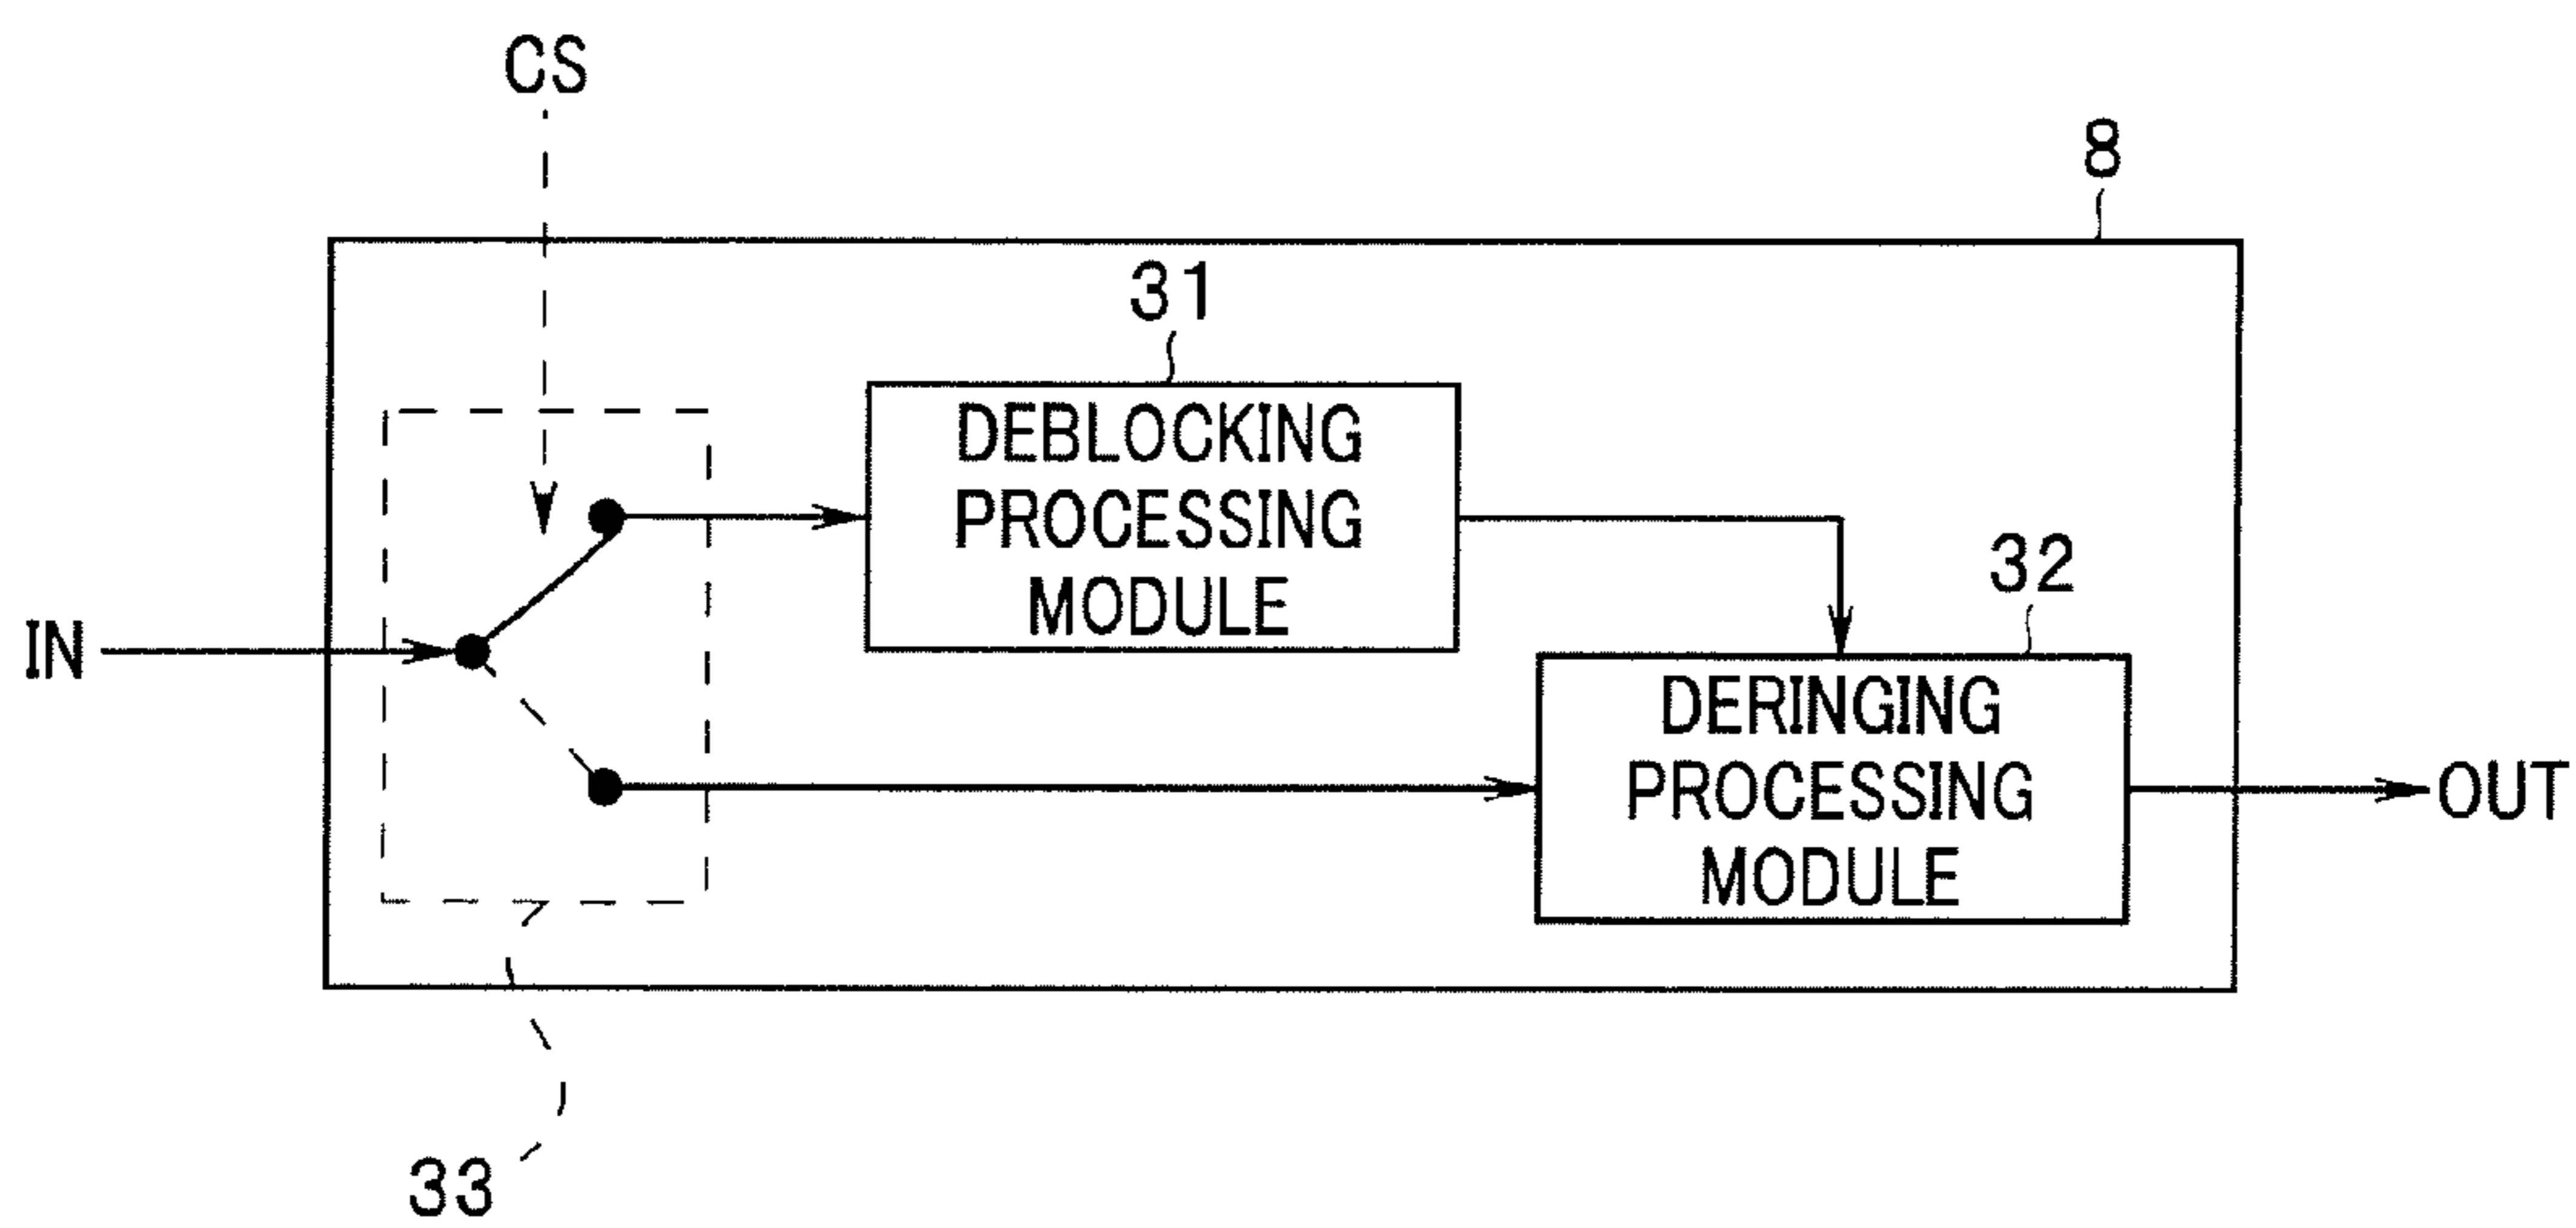 CS
8
31
DEBLOCKING
PROCESSING
MODULE
32
IN
DERINGING
PROCESSING
MODULE
OUT
33